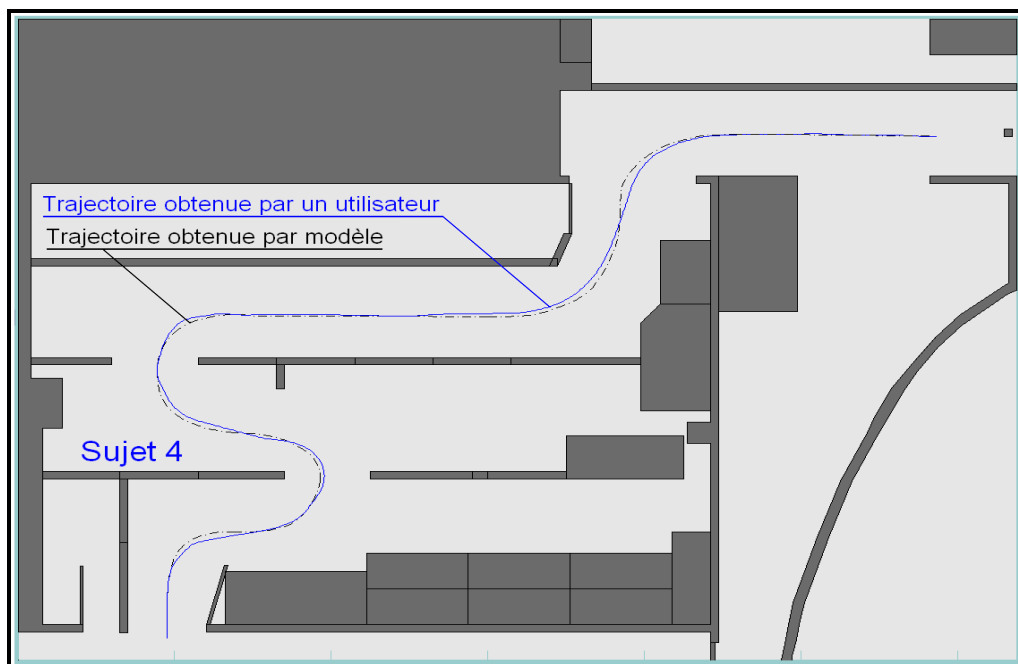 Trajectoire obtenue par un utilisateur
Trajectoire obtenue par modèle
Sujet 4